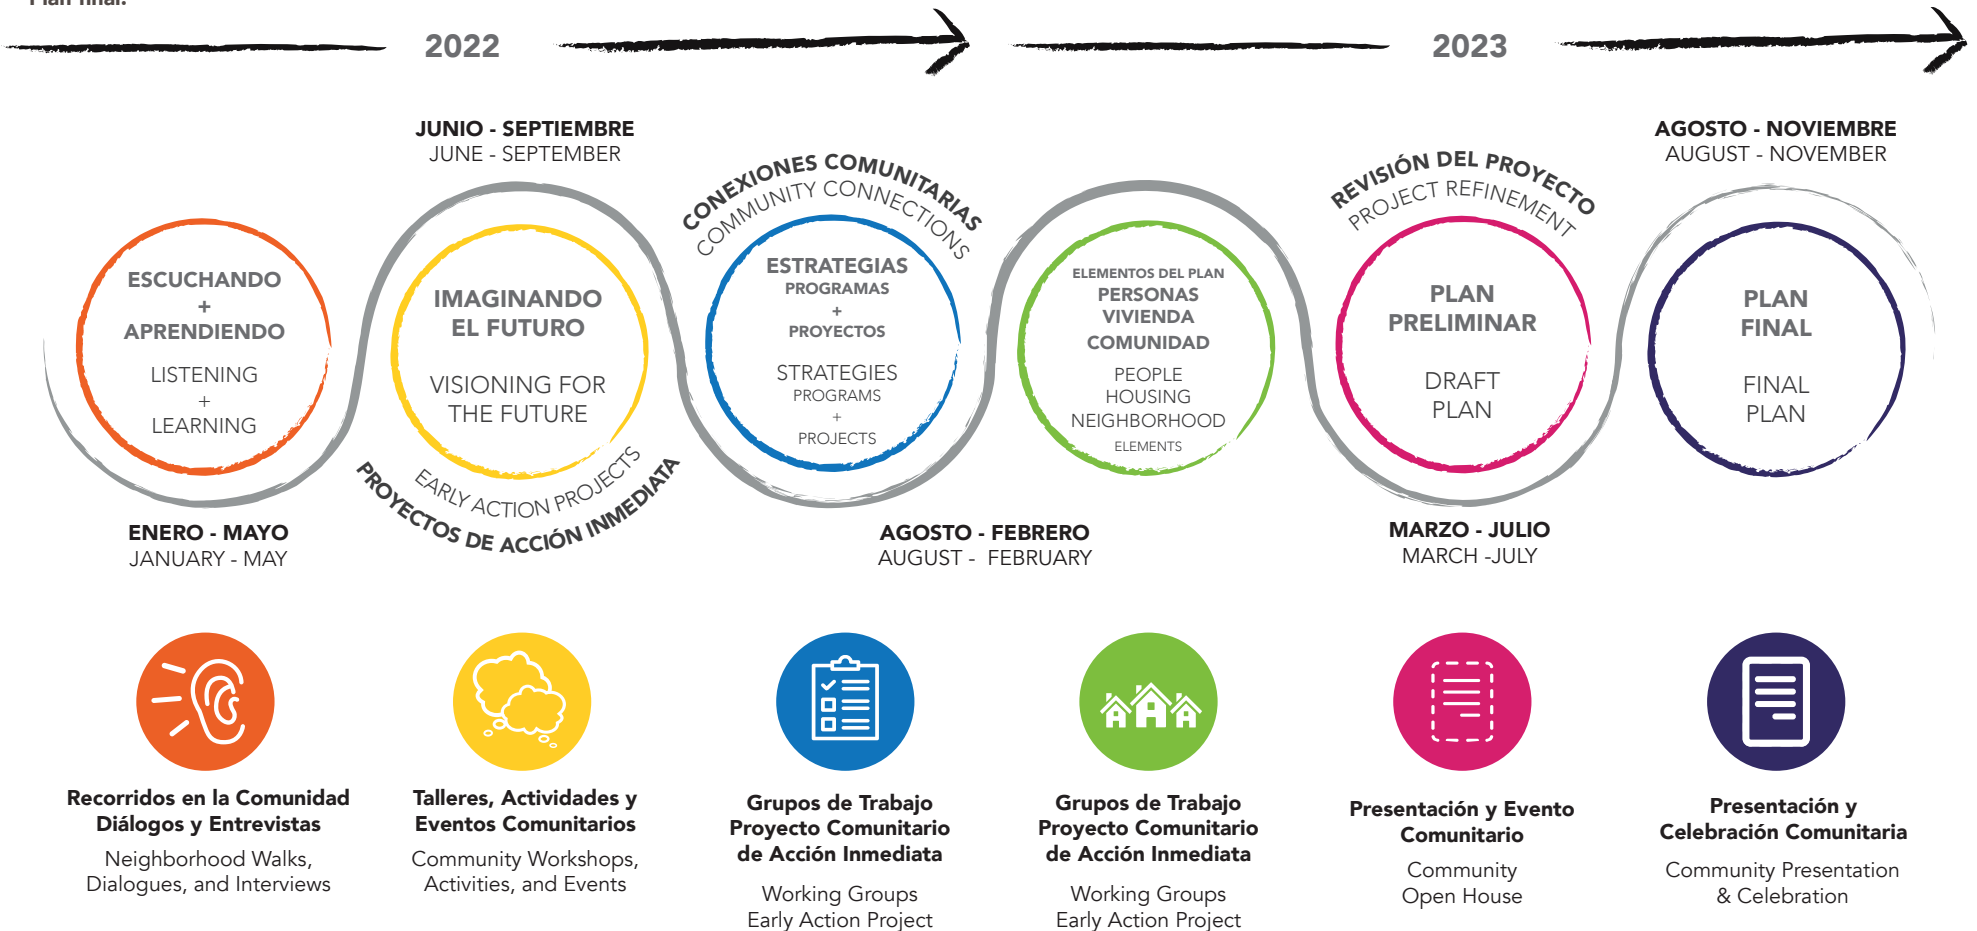 Plan final.
2022
2023
JUNIO - SEPTIEMBRE
JUNE - SEPTEMBER
AGOSTO - NOVIEMBRE
AUGUST - NOVEMBER
CONEXIONES COMUNITARIAS
COMMUNITY CONNECTIONS
REVISIÓN DEL PROYECTO
PROJECT REFINEMENT
ESCUCHANDO
+
APRENDIENDO
LISTENING
+
LEARNING
IMAGINANDO
EL FUTURO
VISIONING FOR
THE FUTURE
ESTRATEGIAS
PROGRAMAS
+
PROYECTOS
STRATEGIES
PROGRAMS
+
PROJECTS
ELEMENTOS DEL PLAN
PERSONAS
VIVIENDA
COMUNIDAD
PEOPLE
HOUSING
NEIGHBORHOOD
ELEMENTS
PLAN
PRELIMINAR
DRAFT
PLAN
PLAN
FINAL
FINAL
PLAN
EARLY ACTION PROJECTS
PROYECTOS DE ACCIÓN INMEDIATA
ENERO - MAYO
JANUARY - MAY
AGOSTO - FEBRERO
AUGUST - FEBRUARY
MARZO - JULIO
MARCH -JULY
Recorridos en la Comunidad
Diálogos y Entrevistas
Neighborhood Walks,
Dialogues, and Interviews
Talleres, Actividades y
Eventos Comunitarios
Community Workshops,
Activities, and Events
Grupos de Trabajo
Proyecto Comunitario
de Acción Inmediata
Working Groups
Early Action Project
Grupos de Trabajo
Proyecto Comunitario
de Acción Inmediata
Working Groups
Early Action Project
Presentación y Evento
Comunitario
Community
Open House
Presentación y
Celebración Comunitaria
Community Presentation
& Celebration